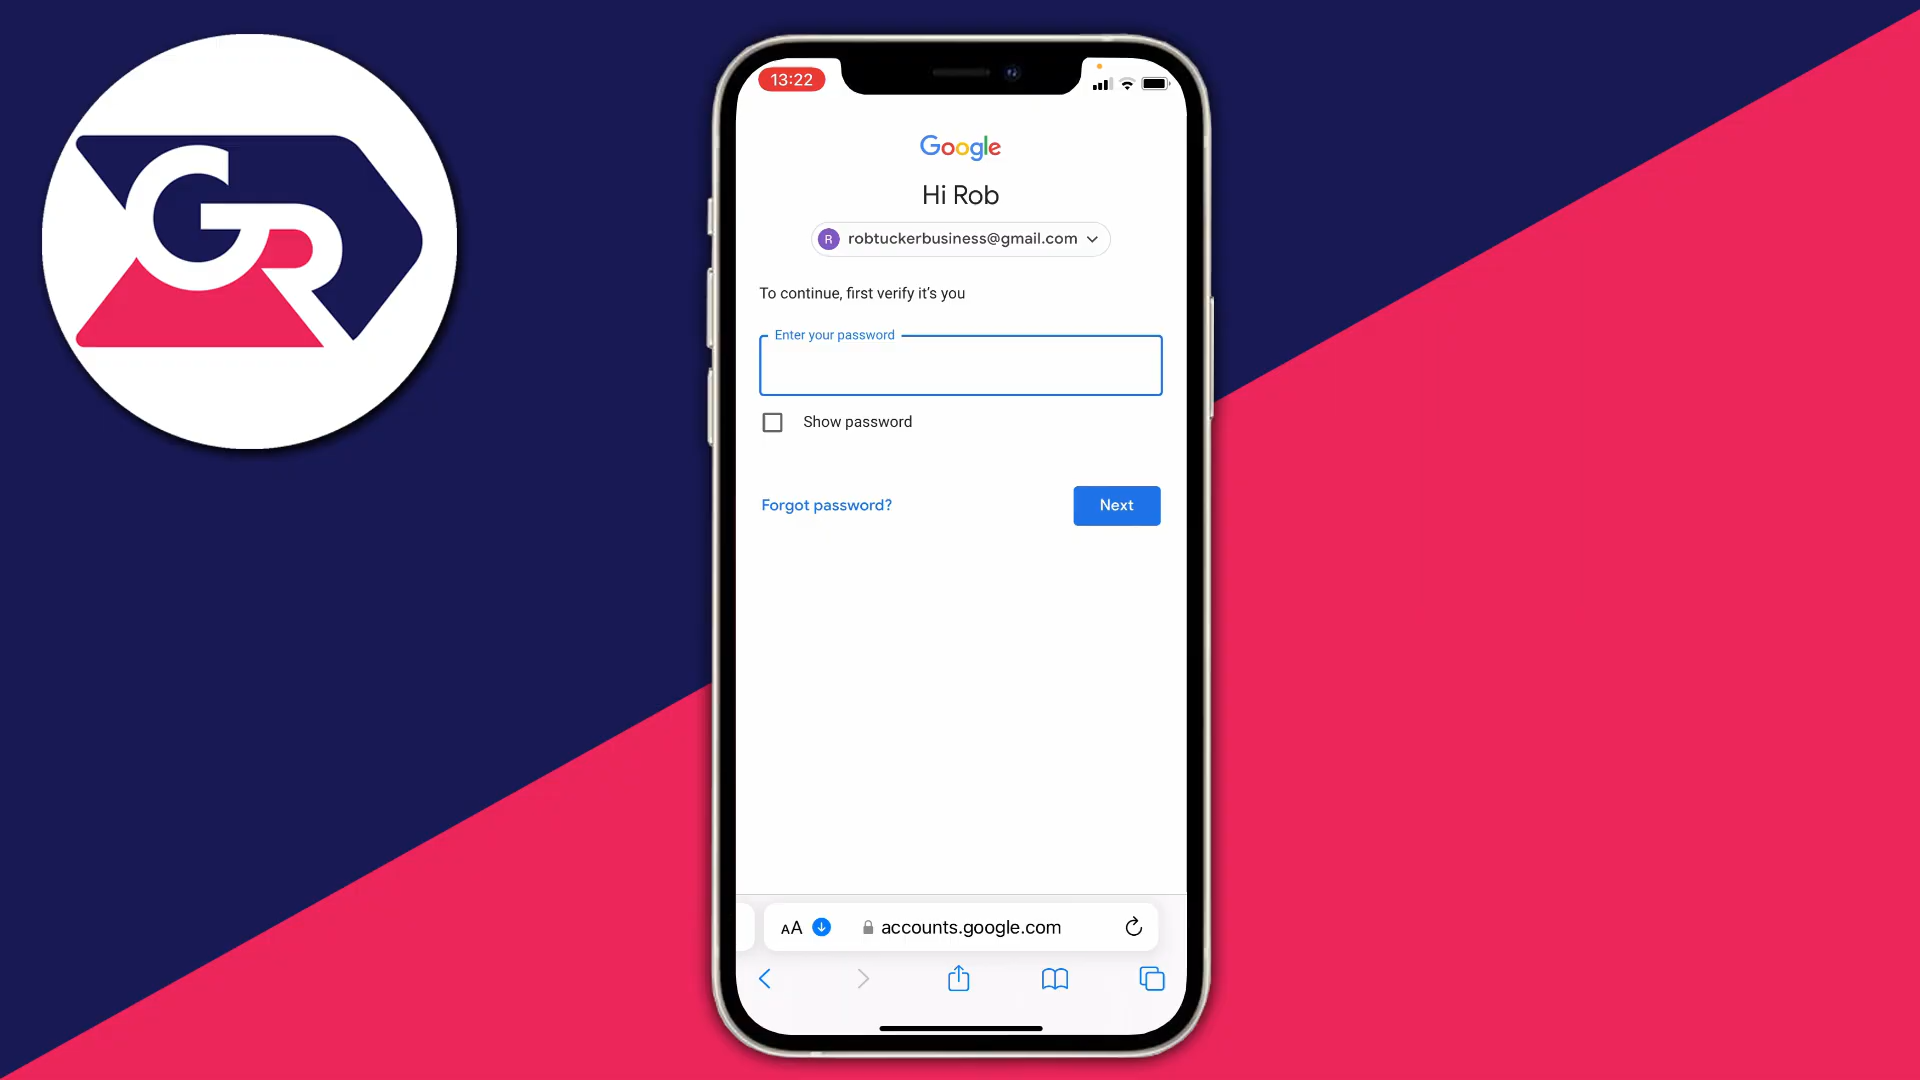 GR
13:22
Google
Hi Rob
R robtuckerbusiness@gmail.com
To continue, first verify it's you
Enter your password
Show password
Forgot password? Next
AA accounts.google.com